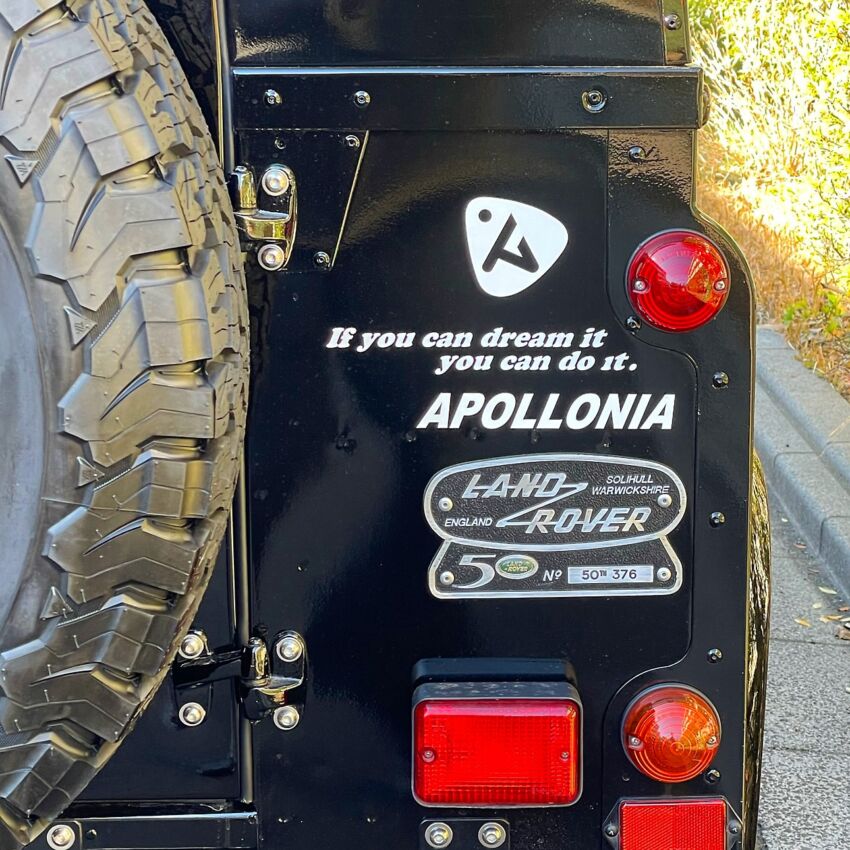 If you can dream it
you can do it.
APOLLONIA
LAND ROVER
SOLIHULL
WARWICKSHIRE
ENGLAND
50
LAND
ROVER
Nº 50TH 376